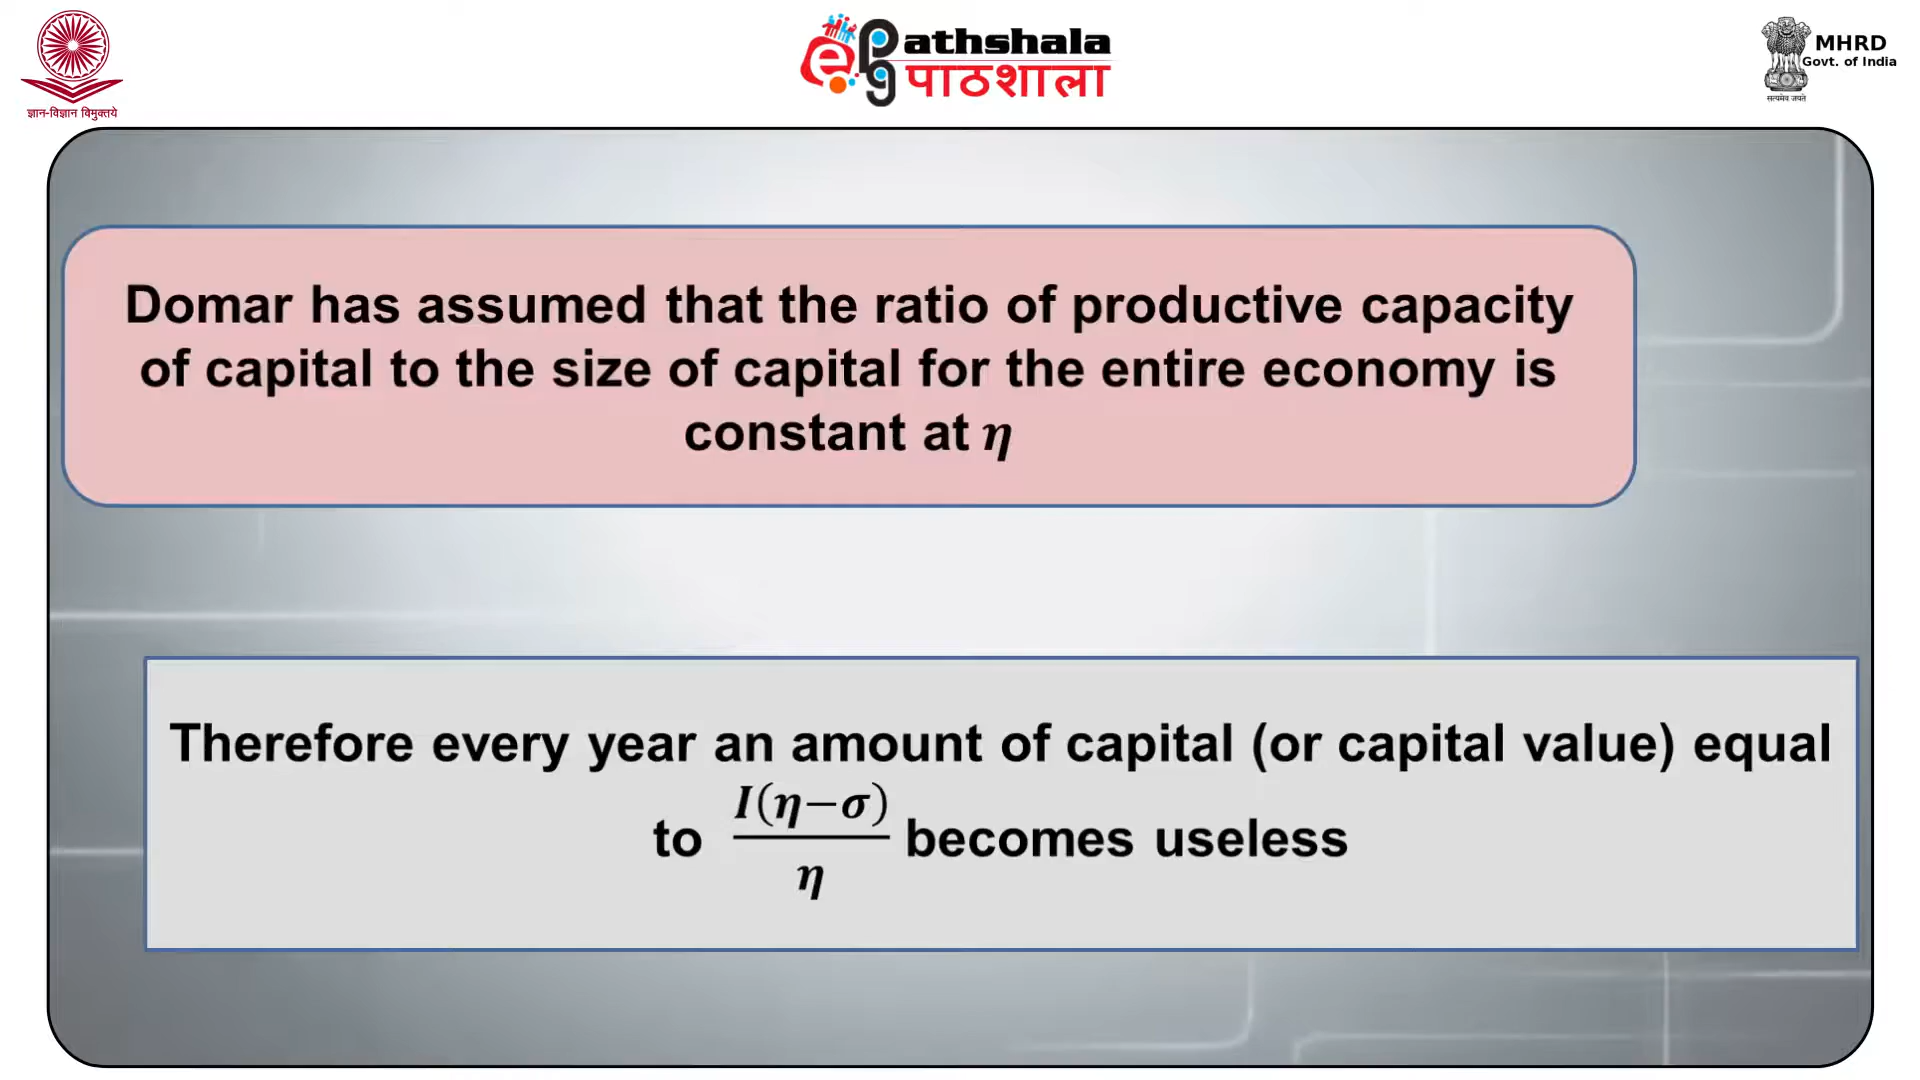 ज्ञान-विज्ञान विमुक्तये
ePg Pathshala
पाठशाला
MHRD
Govt. of India
सत्यमेव जयते
Domar has assumed that the ratio of productive capacity
of capital to the size of capital for the entire economy is
constant at η
Therefore every year an amount of capital (or capital value) equal
to I(η−σ)/η becomes useless